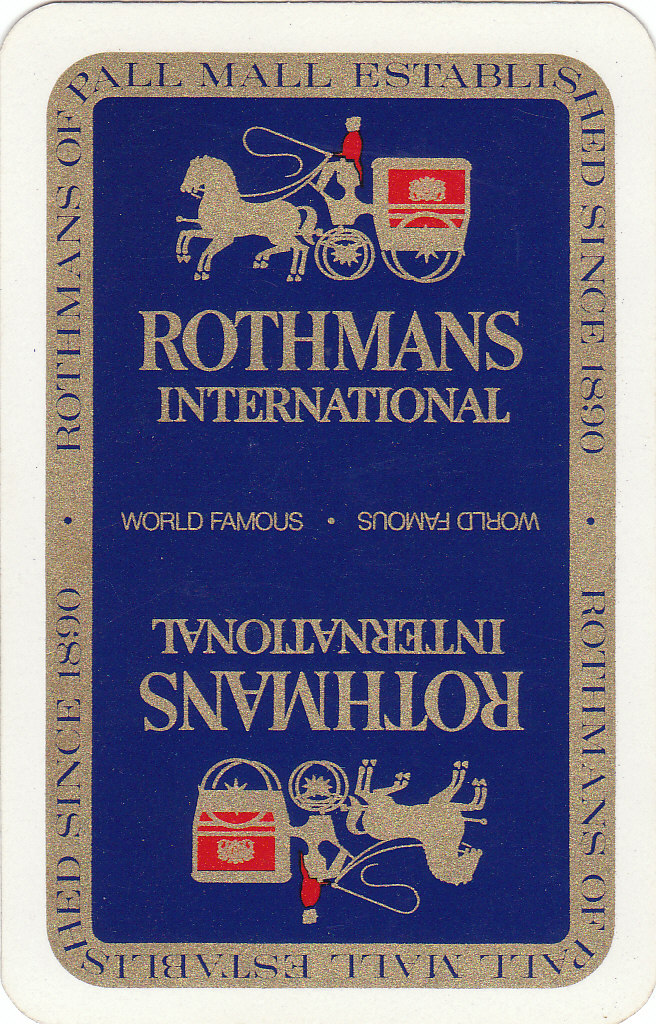 ROTHMANS OF PALL MALL ESTABLISHED SINCE 1890 •
ROTHMANS
INTERNATIONAL
WORLD FAMOUS • WORLD FAMOUS
INTERNATIONAL
ROTHMANS
ROTHMANS OF PALL MALL ESTABLISHED SINCE 1890 •